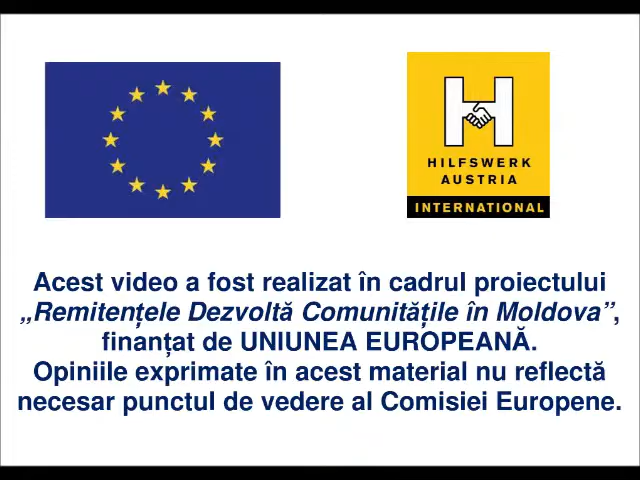 HILFSWERK
AUSTRIA
INTERNATIONAL
Acest video a fost realizat în cadrul proiectului
„Remitențele Dezvoltă Comunitățile în Moldova”,
finanțat de UNIUNEA EUROPEANĂ.
Opiniile exprimate în acest material nu reflectă
necesar punctul de vedere al Comisiei Europene.